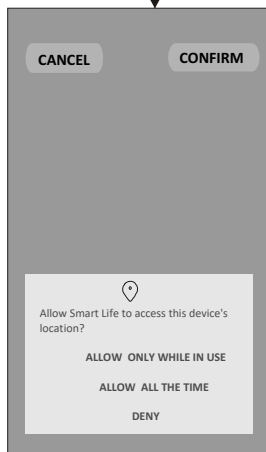 CANCEL
CONFIRM
Allow Smart Life to access this device's
location?
ALLOW ONLY WHILE IN USE
ALLOW ALL THE TIME
DENY